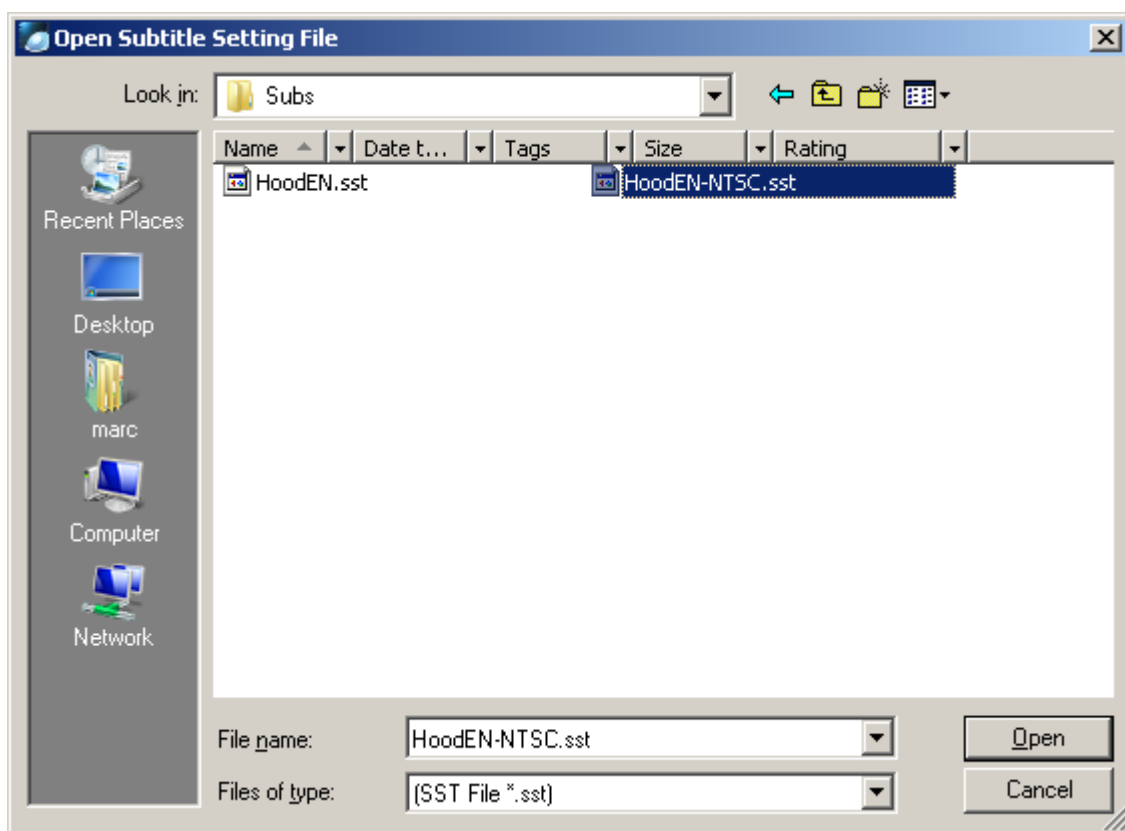 Open Subtitle Setting File
Look in: Subs
Name Date t... Tags Size Rating
HoodEN.sst HoodEN-NTSC.sst
Recent Places
Desktop
marc
Computer
Network
File name: HoodEN-NTSC.sst Open
Files of type: (SST File *.sst) Cancel